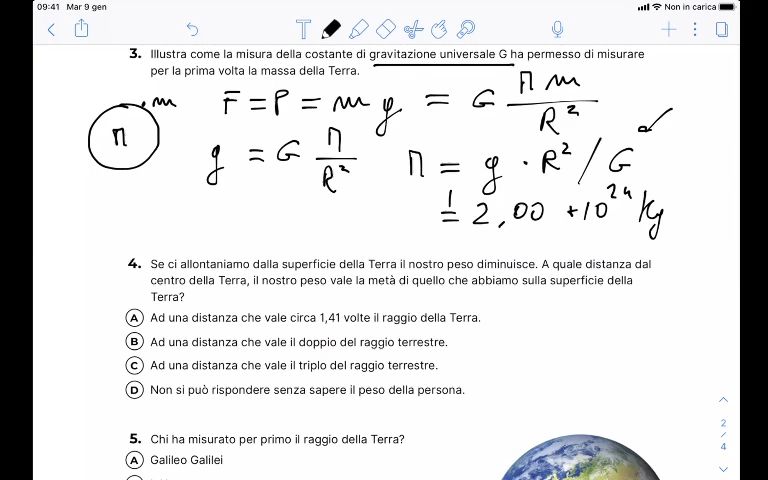 09:41 Mar 9 gen
Non in carica
T
3. Illustra come la misura della costante di gravitazione universale G ha permesso di misurare
per la prima volta la massa della Terra.
M m F = P = m g = G M m / R²
g = G M / R² M = g · R² / G
= 2,00 × 10²⁴ kg
4. Se ci allontaniamo dalla superficie della Terra il nostro peso diminuisce. A quale distanza dal
centro della Terra, il nostro peso vale la metà di quello che abbiamo sulla superficie della
Terra?
A Ad una distanza che vale circa 1,41 volte il raggio della Terra.
B Ad una distanza che vale il doppio del raggio terrestre.
C Ad una distanza che vale il triplo del raggio terrestre.
D Non si può rispondere senza sapere il peso della persona.
5. Chi ha misurato per primo il raggio della Terra?
A Galileo Galilei
2
/
4